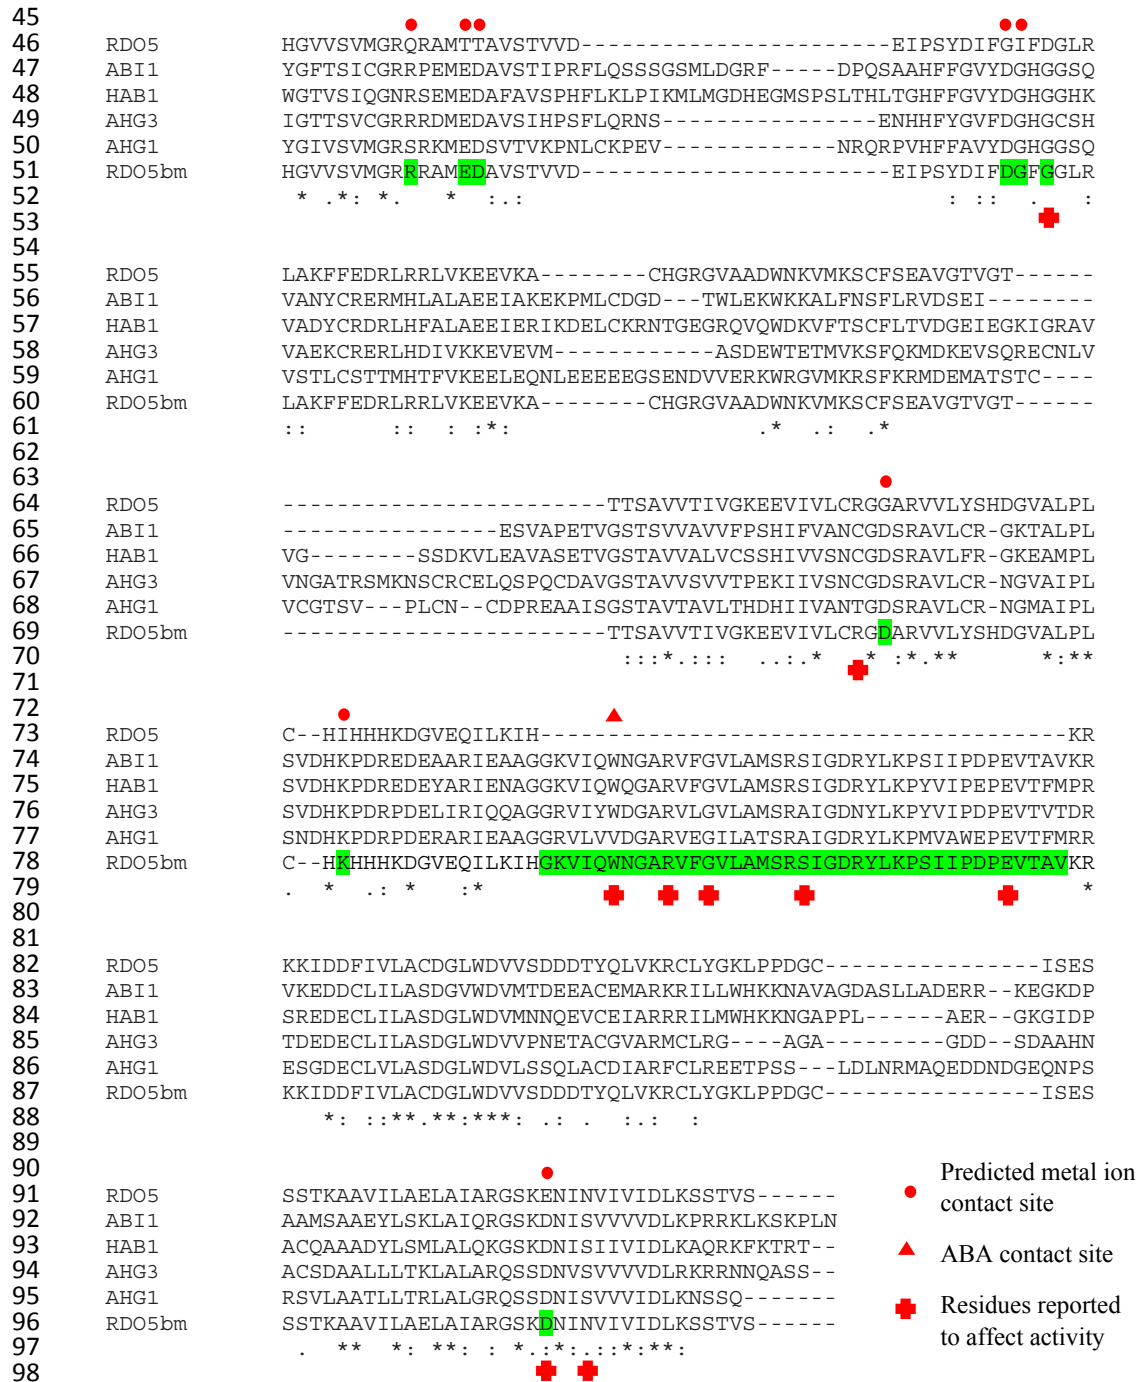 45
46 RDO5 HGVVSVMGRQRAMTTAVSTVVD-----------------------EIPSYDIFGIFDGLR
47 ABI1 YGFTSICGRRPEMEDAVSTIPRFLQSSSGSMLDGRF-----DPQSAAHFFGVYDGHGGSQ
48 HAB1 WGTVSIQGNRSEMEDAFAVSPHFLKLPIKMLMGDHEGMSPSLTHLTGHFFGVYDGHGGHK
49 AHG3 IGTTSVCGRRRDMEDAVSIHPSFLQRNS----------------ENHHFYGVFDGHGCSH
50 AHG1 YGIVSVMGRSRKMEDSVTVKPNLCKPEV-------------NRQRPVHFFAVYDGHGGSQ
51 RDO5bm HGVVSVMGRRRAMEDAVSTVVD-----------------------EIPSYDIFDGFGGLR
52 * .*: *. * :.: : :: . :
53
54
55 RDO5 LAKFFEDRLRRLVKEEVKA--------CHGRGVAADWNKVMKSCFSEAVGTVGT------
56 ABI1 VANYCRERMHLALAEEIAKEKPMLCDGD---TWLEKWKKALFNSFLRVDSEI--------
57 HAB1 VADYCRDRLHFALAEEIERIKDELCKRNTGEGRQVQWDKVFTSCFLTVDGEIEGKIGRAV
58 AHG3 VAEKCRERLHDIVKKEVEVM------------ASDEWTETMVKSFQKMDKEVSQRECNLV
59 AHG1 VSTLCSTTMHTFVKEELEQNLEEEEEGSENDVVERKWRGVMKRSFKRMDEMATSTC----
60 RDO5bm LAKFFEDRLRRLVKEEVKA--------CHGRGVAADWNKVMKSCFSEAVGTVGT------
61 :: :: : :*: .* .: .*
62
63
64 RDO5 ------------------------TTSAVVTIVGKEEVIVLCRGGARVVLYSHDGVALPL
65 ABI1 ----------------ESVAPETVGSTSVVAVVFPSHIFVANCGDSRAVLCR-GKTALPL
66 HAB1 VG--------SSDKVLEAVASETVGSTAVVALVCSSHIVVSNCGDSRAVLFR-GKEAMPL
67 AHG3 VNGATRSMKNSCRCELQSPQCDAVGSTAVVSVVTPEKIIVSNCGDSRAVLCR-NGVAIPL
68 AHG1 VCGTSV---PLCN--CDPREAAISGSTAVTAVLTHDHIIVANTGDSRAVLCR-NGMAIPL
69 RDO5bm ------------------------TTSAVVTIVGKEEVIVLCRGDARVVLYSHDGVALPL
70 :::*.::: ..:.* * :*.** *:**
71
72
73 RDO5 C--HIHHHKDGVEQILKIH---------------------------------------KR
74 ABI1 SVDHKPDREDEAARIEAAGGKVIQWNGARVFGVLAMSRSIGDRYLKPSIIPDPEVTAVKR
75 HAB1 SVDHKPDREDEYARIENAGGKVIQWQGARVFGVLAMSRSIGDRYLKPYVIPEPEVTFMPR
76 AHG3 SVDHKPDRPDELIRIQQAGGRVIYWDGARVLGVLAMSRAIGDNYLKPYVIPDPEVTVTDR
77 AHG1 SNDHKPDRPDERARIEAAGGRVLVVDGARVEGILATSRAIGDRYLKPMVAWEPEVTFMRR
78 RDO5bm C--HKHHHKDGVEQILKIHGKVIQWNGARVFGVLAMSRSIGDRYLKPSIIPDPEVTAVKR
79 . * .: * :* *
80
81
82 RDO5 KKIDDFIVLACDGLWDVVSDDDTYQLVKRCLYGKLPPDGC----------------ISES
83 ABI1 VKEDDCLILASDGVWDVMTDEEACEMARKRILLWHKKNAVAGDASLLADERR--KEGKDP
84 HAB1 SREDECLILASDGLWDVMNNQEVCEIARRRILMWHKKNGAPPL------AER--GKGIDP
85 AHG3 TDEDECLILASDGLWDVVPNETACGVARMCLRG----AGA---------GDD--SDAAHN
86 AHG1 ESGDECLVLASDGLWDVLSSQLACDIARFCLREETPSS---LDLNRMAQEDDNDGEQNPS
87 RDO5bm KKIDDFIVLACDGLWDVVSDDDTYQLVKRCLYGKLPPDGC----------------ISES
88 *: ::**.**:***: .: . :.: :
89
90
91 RDO5 SSTKAAVILAELAIARGSKENINVIVIDLKSSTVS------
92 ABI1 AAMSAAEYLSKLAIQRGSKDNISVVVVDLKPRRKLKSKPLN
93 HAB1 ACQAAADYLSMLALQKGSKDNISIIVIDLKAQRKFKTRT--
94 AHG3 ACSDAALLLTKLALARQSSDNVSVVVVDLRKRRNNQASS--
95 AHG1 RSVLAATLLTRLALGRQSSDNISVVVIDLKNSSQ-------
96 RDO5bm SSTKAAVILAELAIARGSKDNINVIVIDLKSSTVS------
97 . ** *: **: : *.:*:.::*:**:
98
Predicted metal ion
contact site
ABA contact site
Residues reported
to affect activity